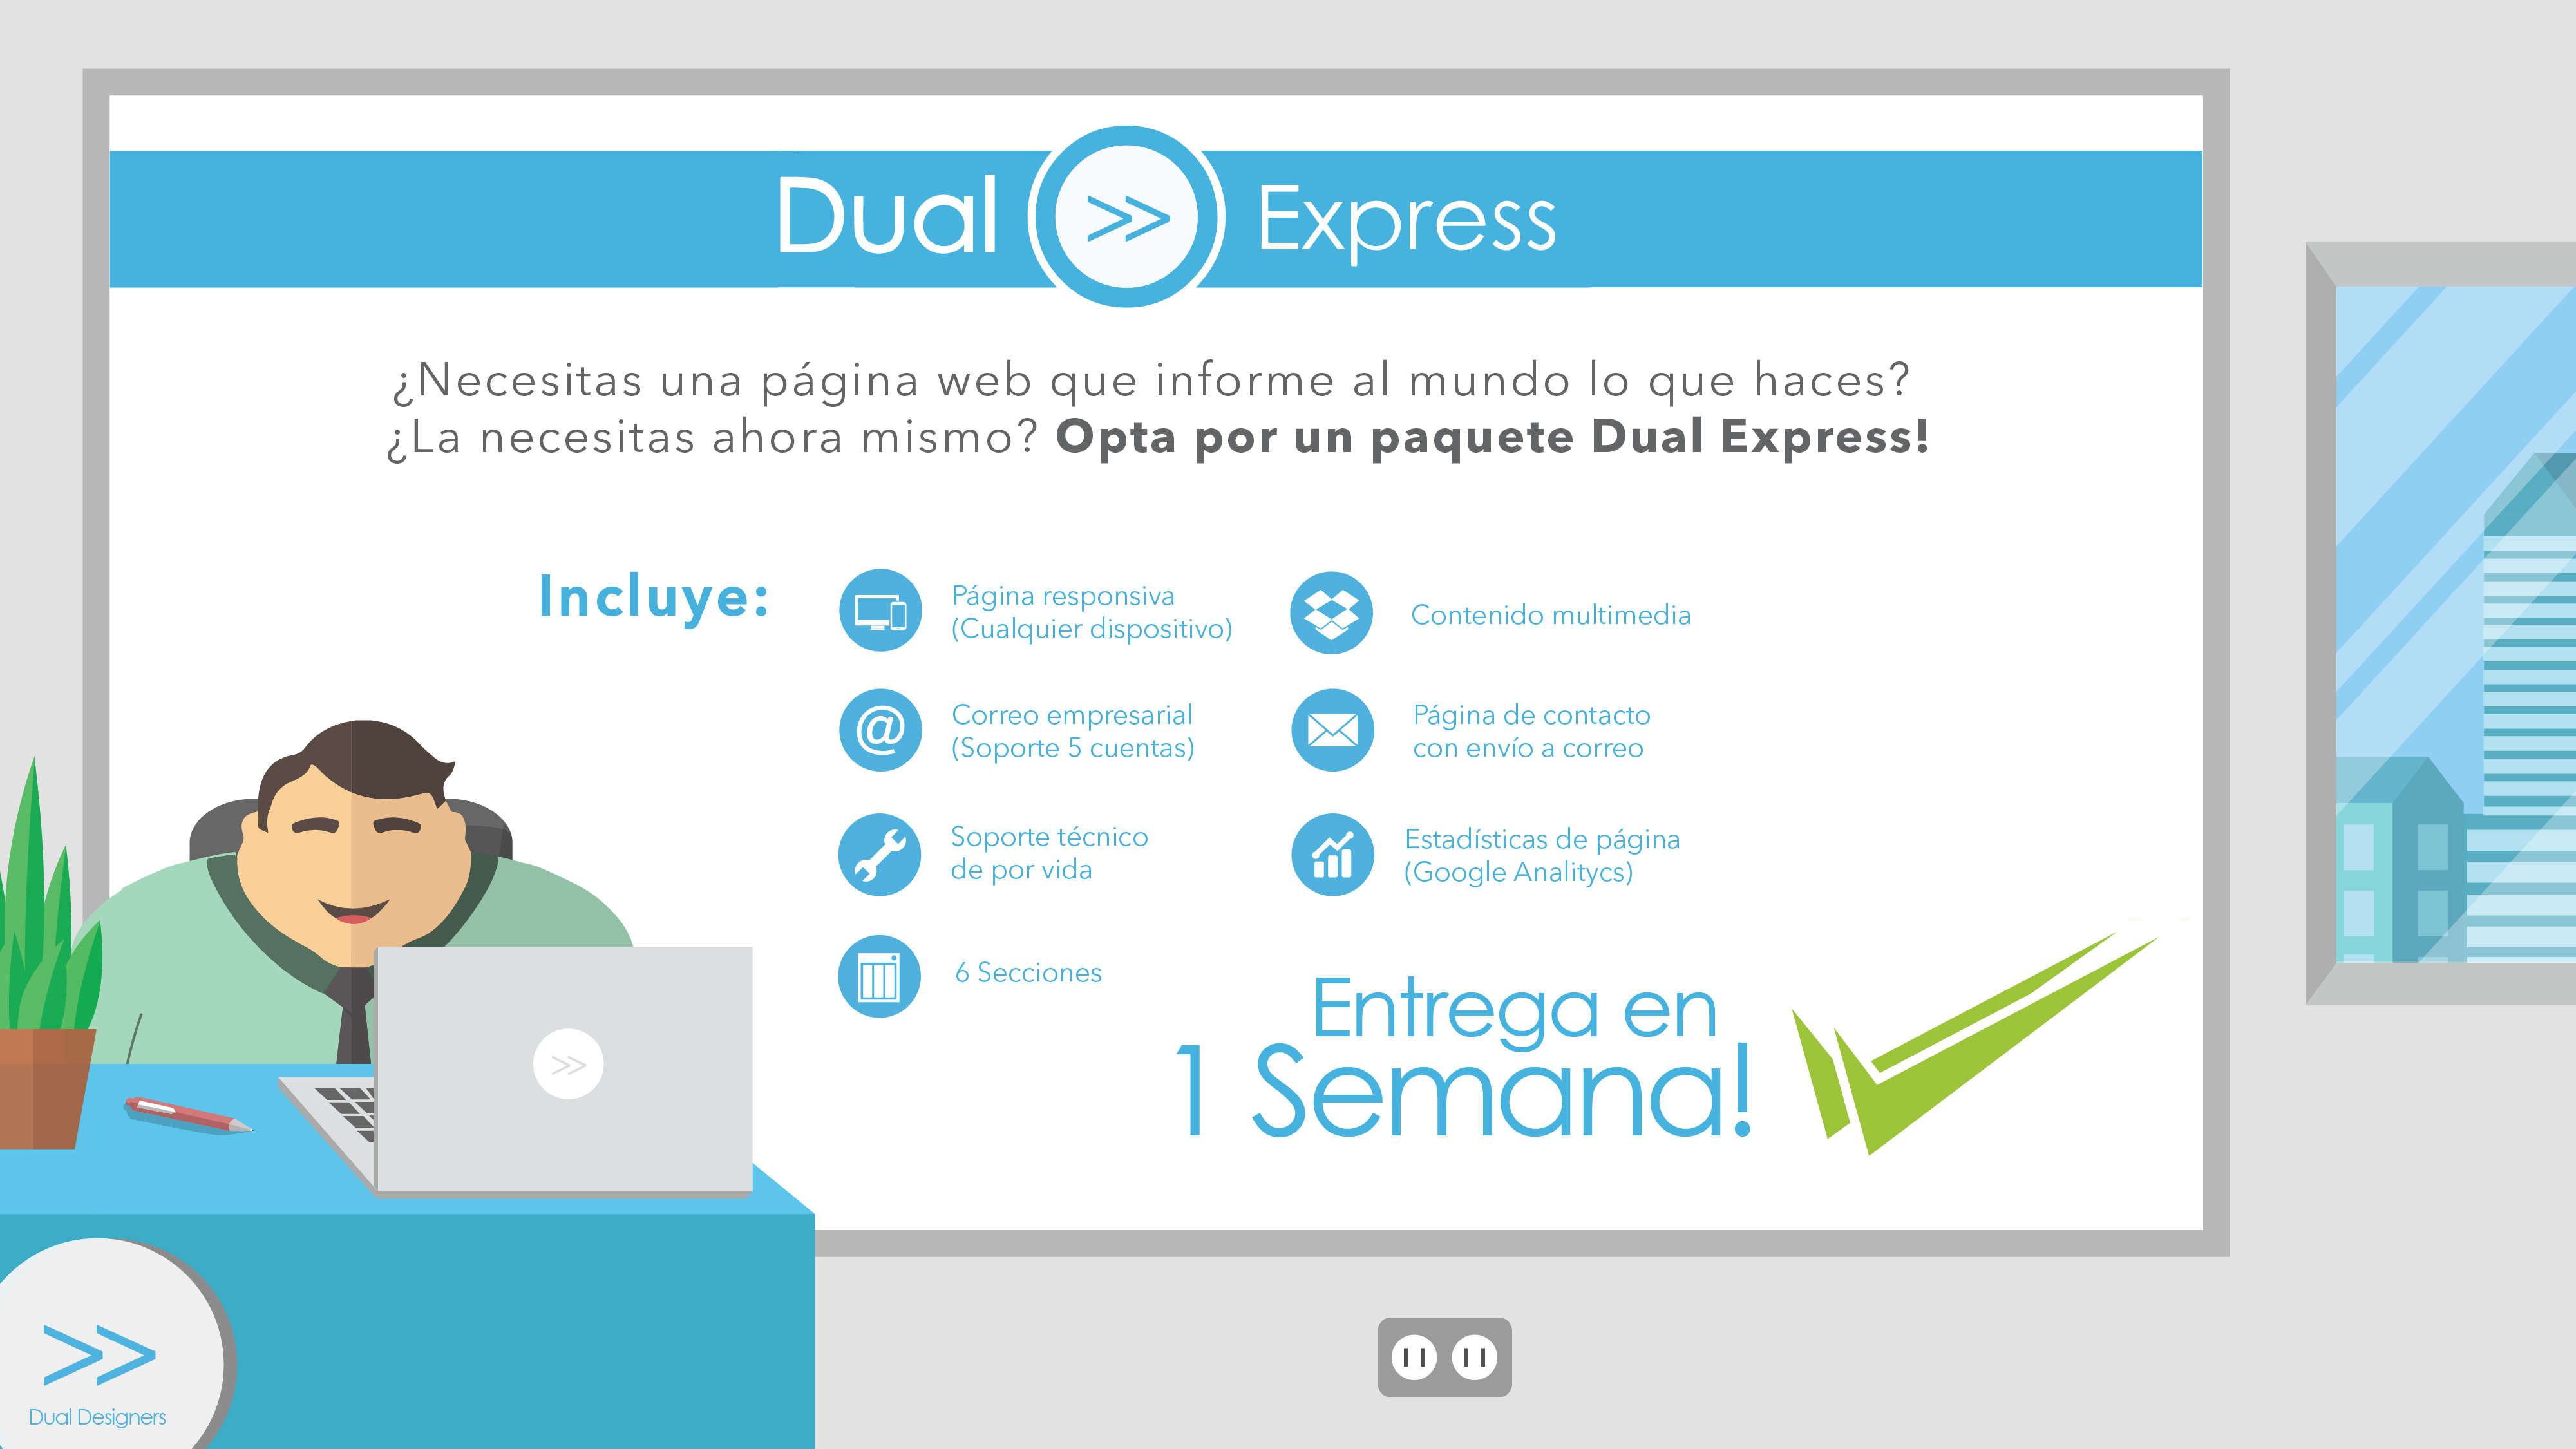 Dual >> Express
¿Necesitas una página web que informe al mundo lo que haces?
¿La necesitas ahora mismo? Opta por un paquete Dual Express!
Incluye:
Página responsiva
(Cualquier dispositivo)
Contenido multimedia
@
Correo empresarial
(Soporte 5 cuentas)
Página de contacto
con envío a correo
Soporte técnico
de por vida
Estadísticas de página
(Google Analitycs)
6 Secciones
Entrega en
1 Semana!
>>
>>
Dual Designers